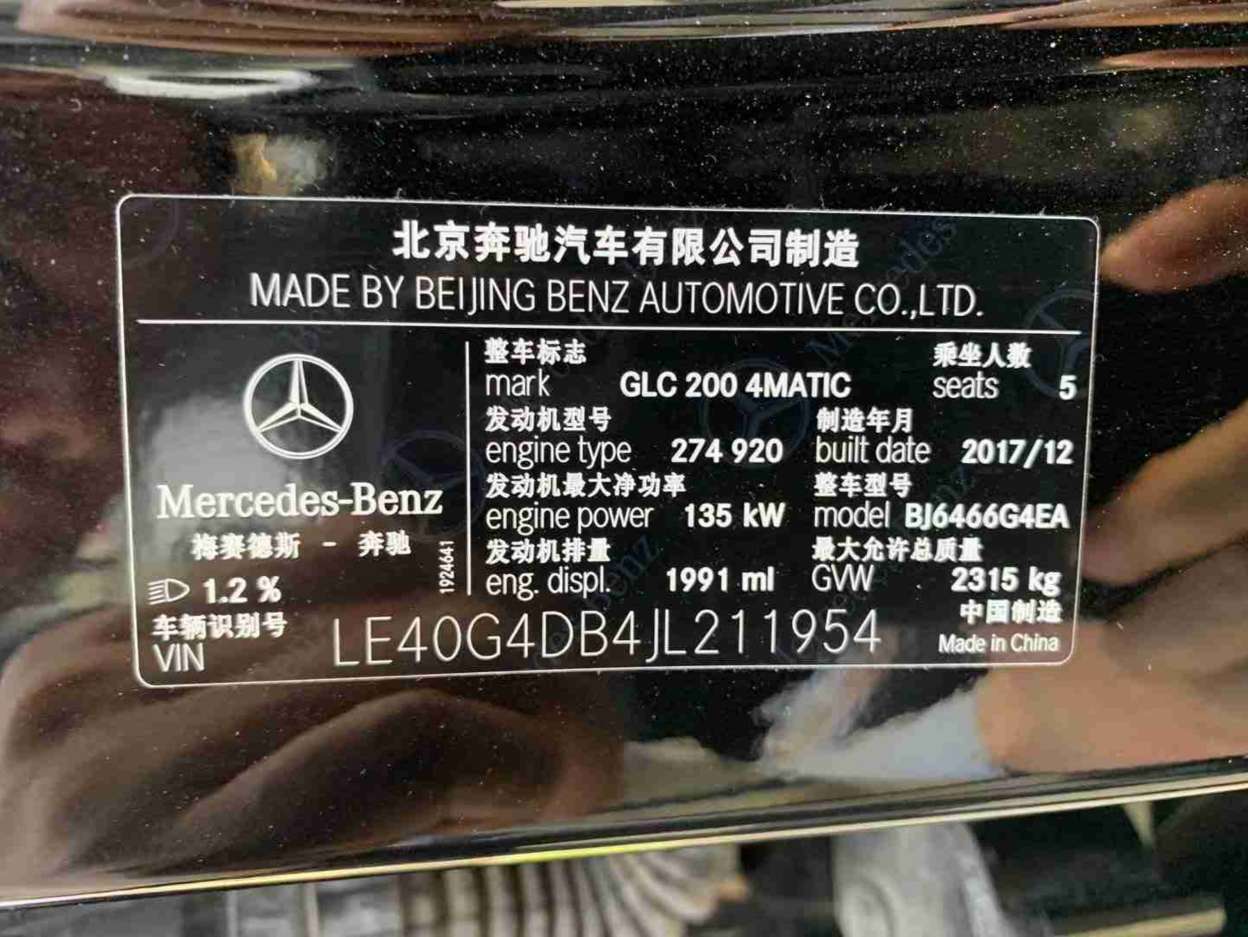 北京奔驰汽车有限公司制造
MADE BY BEIJING BENZ AUTOMOTIVE CO.,LTD.
Mercedes-Benz
梅赛德斯 - 奔驰
1.2 %
1924641
整车标志 乘坐人数
mark GLC 200 4MATIC seats 5
发动机型号 制造年月
engine type 274 920 built date 2017/12
发动机最大净功率 整车型号
engine power 135 kW model BJ6466G4EA
发动机排量 最大允许总质量
eng. displ. 1991 ml GVW 2315 kg
车辆识别号 中国制造
VIN LE40G4DB4JL211954 Made in China